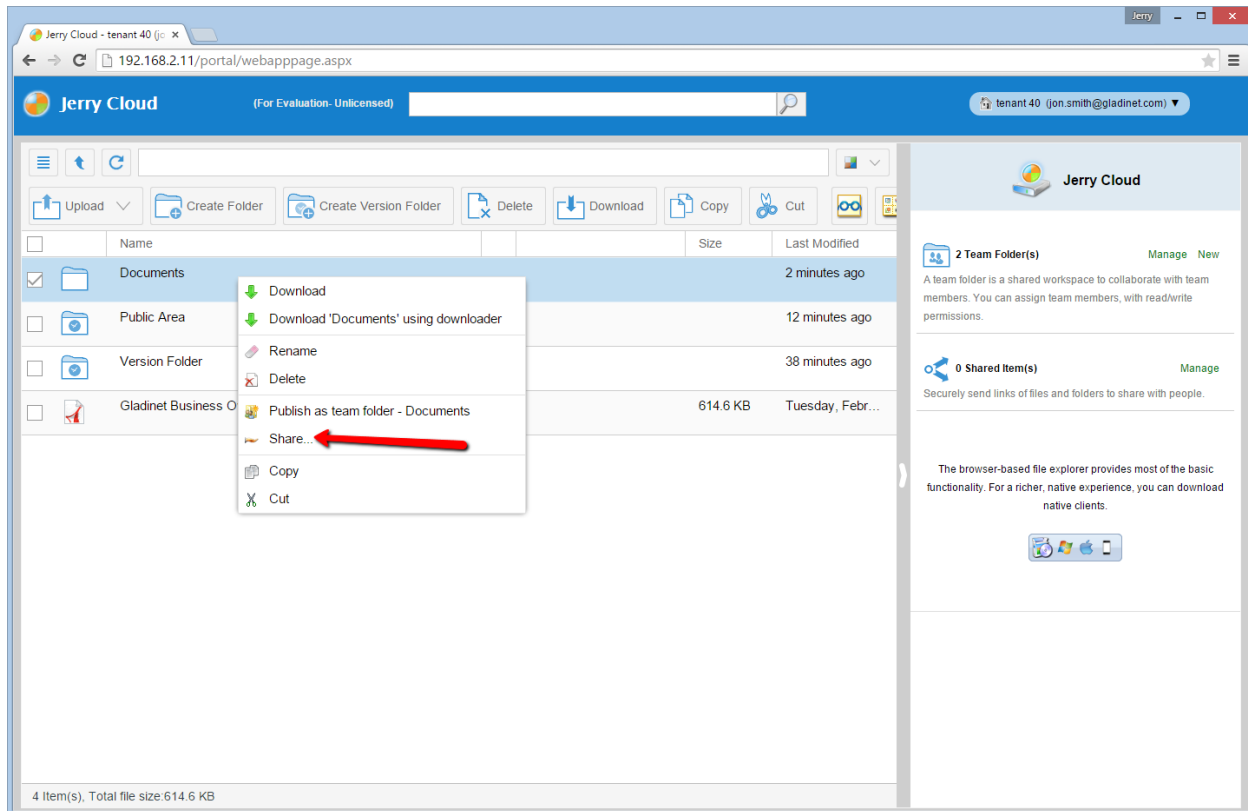 Jerry
Jerry Cloud - tenant 40 (jo
192.168.2.11/portal/webapppage.aspx
Jerry Cloud
(For Evaluation- Unlicensed)
tenant 40 (jon.smith@gladinet.com) ▼
Upload
Create Folder
Create Version Folder
Delete
Download
Copy
Cut
Name
Size
Last Modified
Documents
2 minutes ago
Public Area
12 minutes ago
Version Folder
38 minutes ago
Gladinet Business O
614.6 KB
Tuesday, Febr...
Download
Download 'Documents' using downloader
Rename
Delete
Publish as team folder - Documents
Share...
Copy
Cut
4 Item(s), Total file size:614.6 KB
Jerry Cloud
2 Team Folder(s)
Manage New
A team folder is a shared workspace to collaborate with team
members. You can assign team members, with read/write
permissions.
0 Shared Item(s)
Manage
Securely send links of files and folders to share with people.
The browser-based file explorer provides most of the basic
functionality. For a richer, native experience, you can download
native clients.